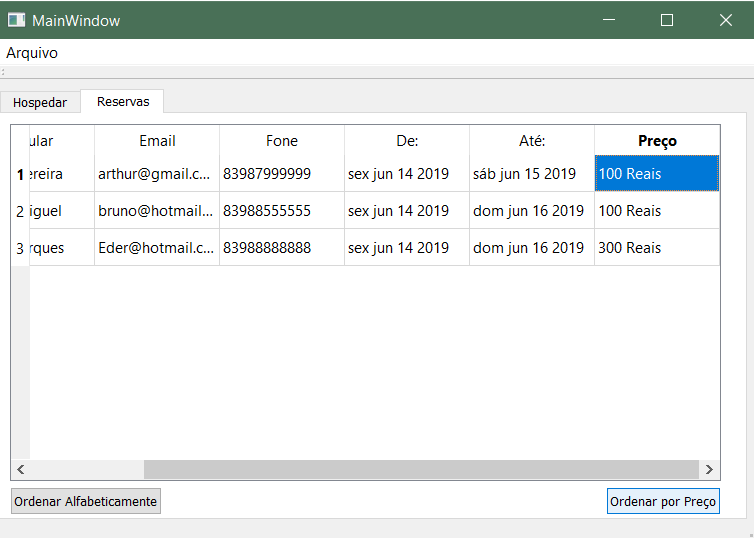 MainWindow
Arquivo
Hospedar Reservas
ular Email Fone De: Até: Preço
1 ereira arthur@gmail.c... 83987999999 sex jun 14 2019 sáb jun 15 2019 100 Reais
2 iguel bruno@hotmail... 83988555555 sex jun 14 2019 dom jun 16 2019 100 Reais
3 rques Eder@hotmail.c... 83988888888 sex jun 14 2019 dom jun 16 2019 300 Reais
Ordenar Alfabeticamente Ordenar por Preço